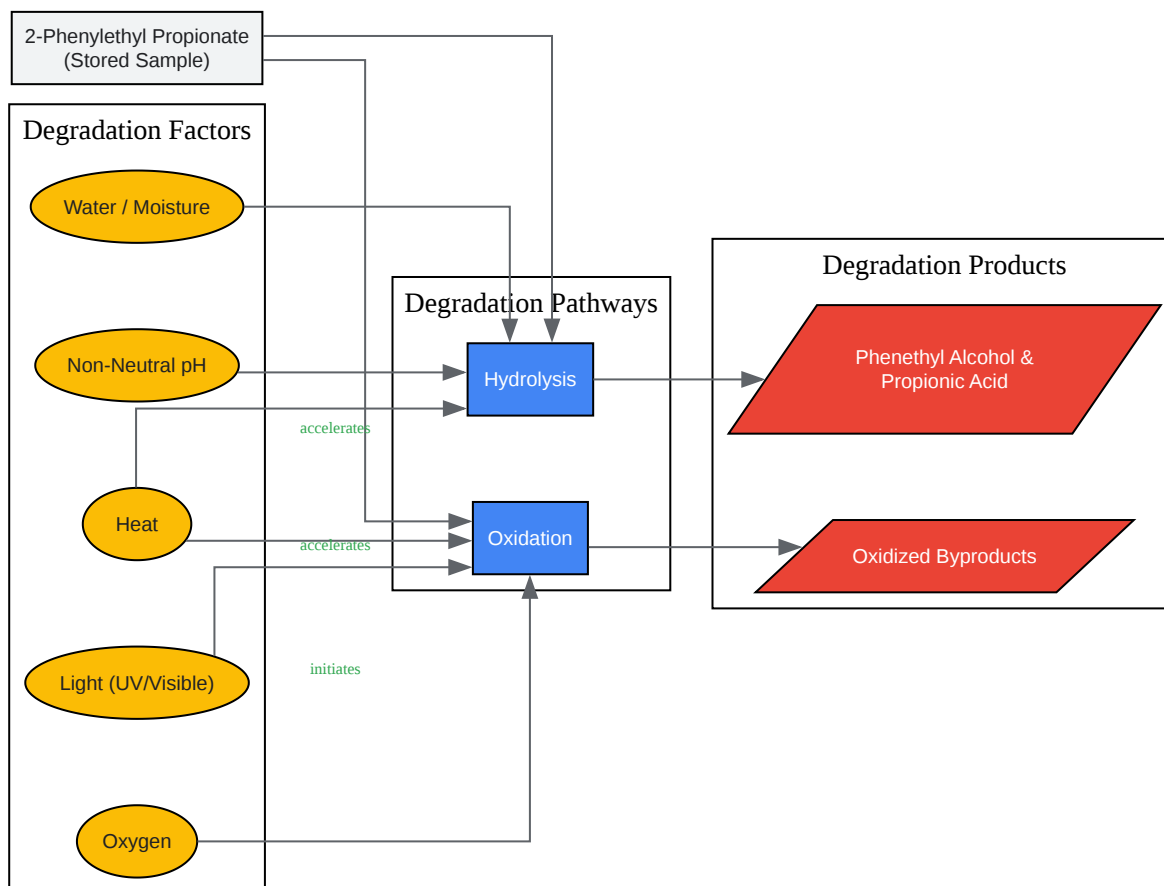 2-Phenylethyl Propionate
(Stored Sample)
Degradation Factors
Water / Moisture
Non-Neutral pH
Heat
Light (UV/Visible)
Oxygen
accelerates
accelerates
initiates
Degradation Pathways
Hydrolysis
Oxidation
Degradation Products
Phenethyl Alcohol &
Propionic Acid
Oxidized Byproducts